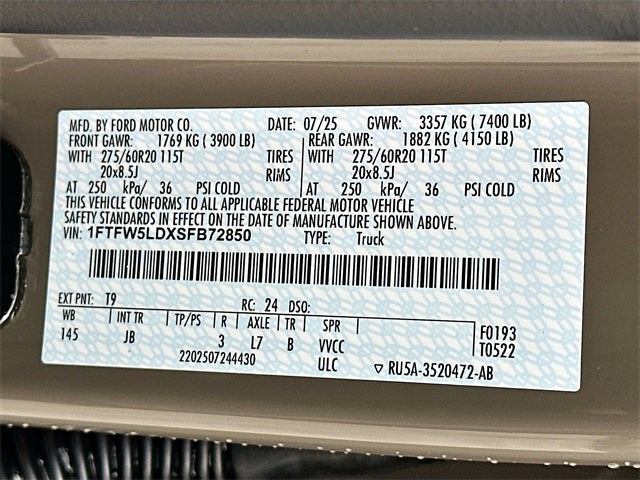 MFD. BY FORD MOTOR CO. DATE: 07/25 GVWR: 3357 KG ( 7400 LB)
FRONT GAWR: 1769 KG ( 3900 LB) REAR GAWR: 1882 KG ( 4150 LB)
WITH 275/60R20 115T TIRES WITH 275/60R20 115T TIRES
20x8.5J RIMS 20x8.5J RIMS
AT 250 kPa/ 36 PSI COLD AT 250 kPa/ 36 PSI COLD
THIS VEHICLE CONFORMS TO ALL APPLICABLE FEDERAL MOTOR VEHICLE
SAFETY STANDARDS IN EFFECT ON THE DATE OF MANUFACTURE SHOWN ABOVE.
VIN: 1FTFW5LDXSFB72850 TYPE: Truck
EXT PNT: T9 RC: 24 DSO:
WB INT TR TP/PS R AXLE TR SPR F0193
145 JB 3 L7 B VVCC T0522
2202507244430 ULC ▽ RU5A-3520472-AB